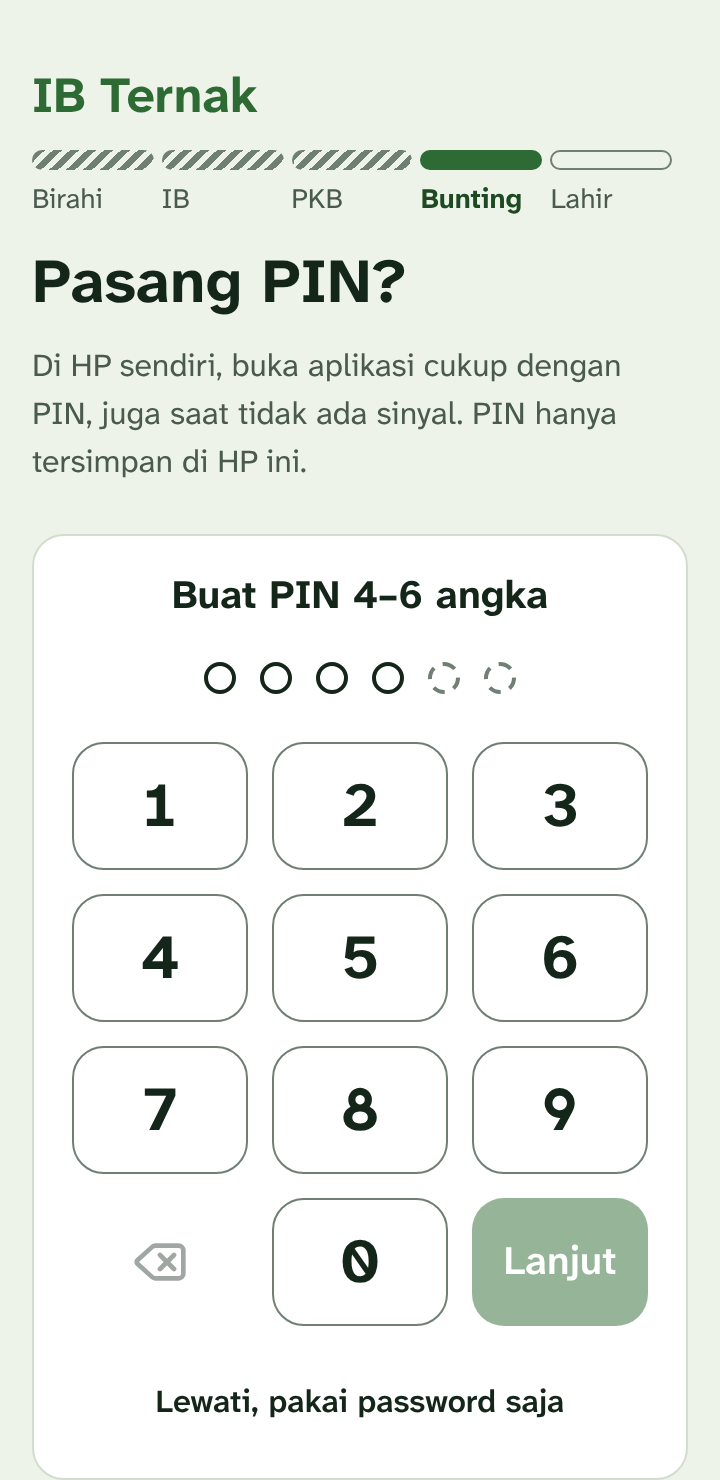 IB Ternak
Birahi IB PKB Bunting Lahir
Pasang PIN?
Di HP sendiri, buka aplikasi cukup dengan
PIN, juga saat tidak ada sinyal. PIN hanya
tersimpan di HP ini.
Buat PIN 4–6 angka
1 2 3
4 5 6
7 8 9
0 Lanjut
Lewati, pakai password saja